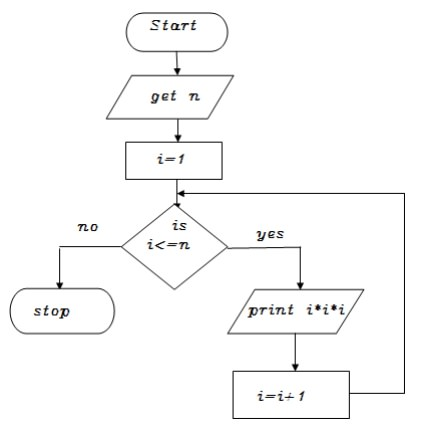 Start
get n
i=1
is
i<=n
no
yes
stop
print i*i*i
i=i+1